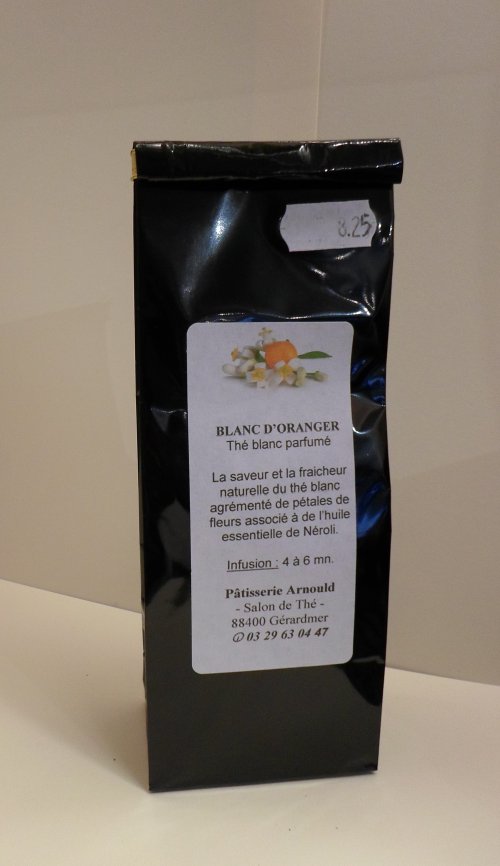 8.25
BLANC D'ORANGER
Thé blanc parfumé
La saveur et la fraicheur
naturelle du thé blanc
agrémenté de pétales de
fleurs associé à de l'huile
essentielle de Néroli.
Infusion : 4 à 6 mn.
Pâtisserie Arnould
- Salon de Thé -
88400 Gérardmer
✆ 03 29 63 04 47